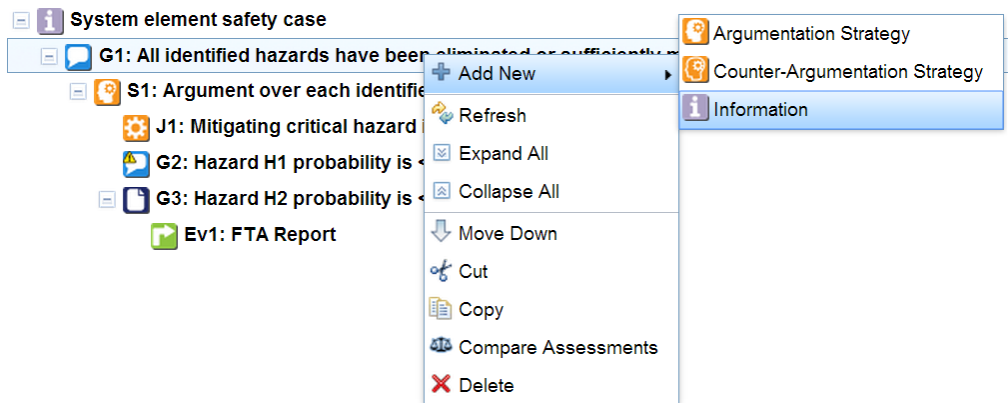 System element safety case
G1: All identified hazards have been eliminated or sufficiently
S1: Argument over each
J1: Mitigating critical hazard
G2: Hazard H1 probability is <
G3: Hazard H2 probability is <
Ev1: FTA Report
Add New
Refresh
Expand All
Collapse All
Move Down
Cut
Copy
Compare Assessments
Delete
Argumentation Strategy
Counter-Argumentation Strategy
Information